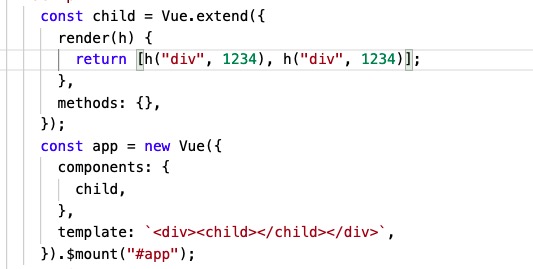 const child = Vue.extend({
render(h) {
return [h("div", 1234), h("div", 1234)];
},
methods: {},
});
const app = new Vue({
components: {
child,
},
template: `<div><child></child></div>`,
}).$mount("#app");